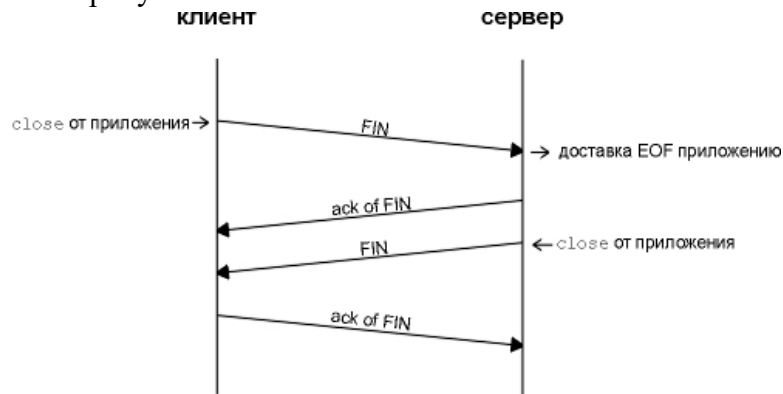 клиент сервер
close от приложения
FIN
доставка EOF приложению
ack of FIN
FIN
close от приложения
ack of FIN